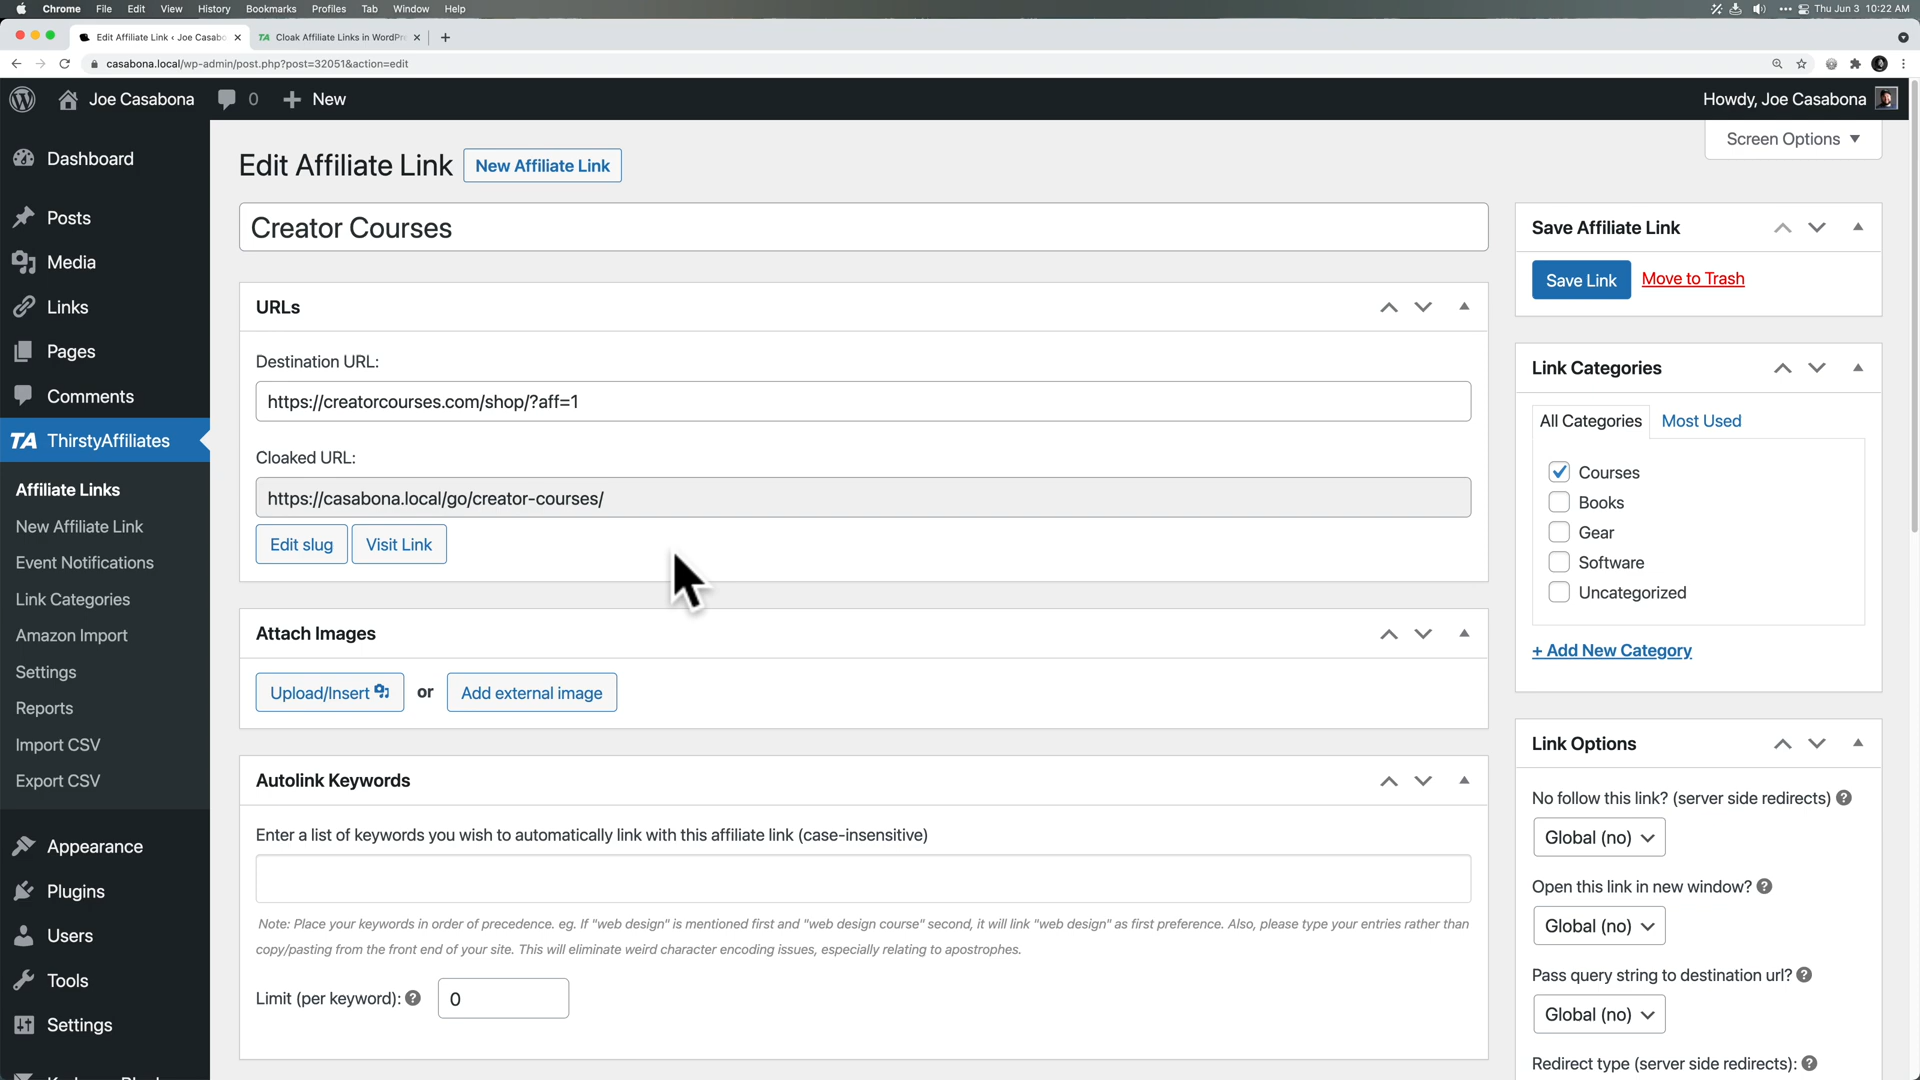 Chrome File Edit View History Bookmarks Profiles Tab Window Help
Thu Jun 3 10:22 AM
Edit Affiliate Link ‹ Joe Casabo
TA Cloak Affiliate Links in WordPre
casabona.local/wp-admin/post.php?post=32051&action=edit
Joe Casabona 0 New
Howdy, Joe Casabona
Screen Options
Dashboard
Posts
Media
Links
Pages
Comments
TA ThirstyAffiliates
Affiliate Links
New Affiliate Link
Event Notifications
Link Categories
Amazon Import
Settings
Reports
Import CSV
Export CSV
Appearance
Plugins
Users
Tools
Settings
Edit Affiliate Link New Affiliate Link
Creator Courses
URLs
Destination URL:
https://creatorcourses.com/shop/?aff=1
Cloaked URL:
https://casabona.local/go/creator-courses/
Edit slug Visit Link
Attach Images
Upload/Insert or Add external image
Autolink Keywords
Enter a list of keywords you wish to automatically link with this affiliate link (case-insensitive)
Note: Place your keywords in order of precedence. eg. If "web design" is mentioned first and "web design course" second, it will link "web design" as first preference. Also, please type your entries rather than
copy/pasting from the front end of your site. This will eliminate weird character encoding issues, especially relating to apostrophes.
Limit (per keyword): ? 0
Save Affiliate Link
Save Link Move to Trash
Link Categories
All Categories Most Used
Courses
Books
Gear
Software
Uncategorized
+ Add New Category
Link Options
No follow this link? (server side redirects) ?
Global (no)
Open this link in new window? ?
Global (no)
Pass query string to destination url? ?
Global (no)
Redirect type (server side redirects): ?